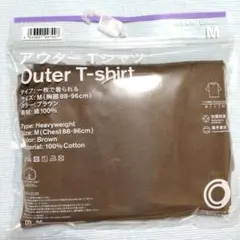 M
アウターTシャツ
Outer T-shirt
タイプ: 一枚で着られる
サイズ: M(胸囲88-96cm)
カラー: ブラウン
素材: 綿100%
Type: Heavyweight
Size: M(Chest 88-96cm)
Color: Brown
Material: 100% Cotton